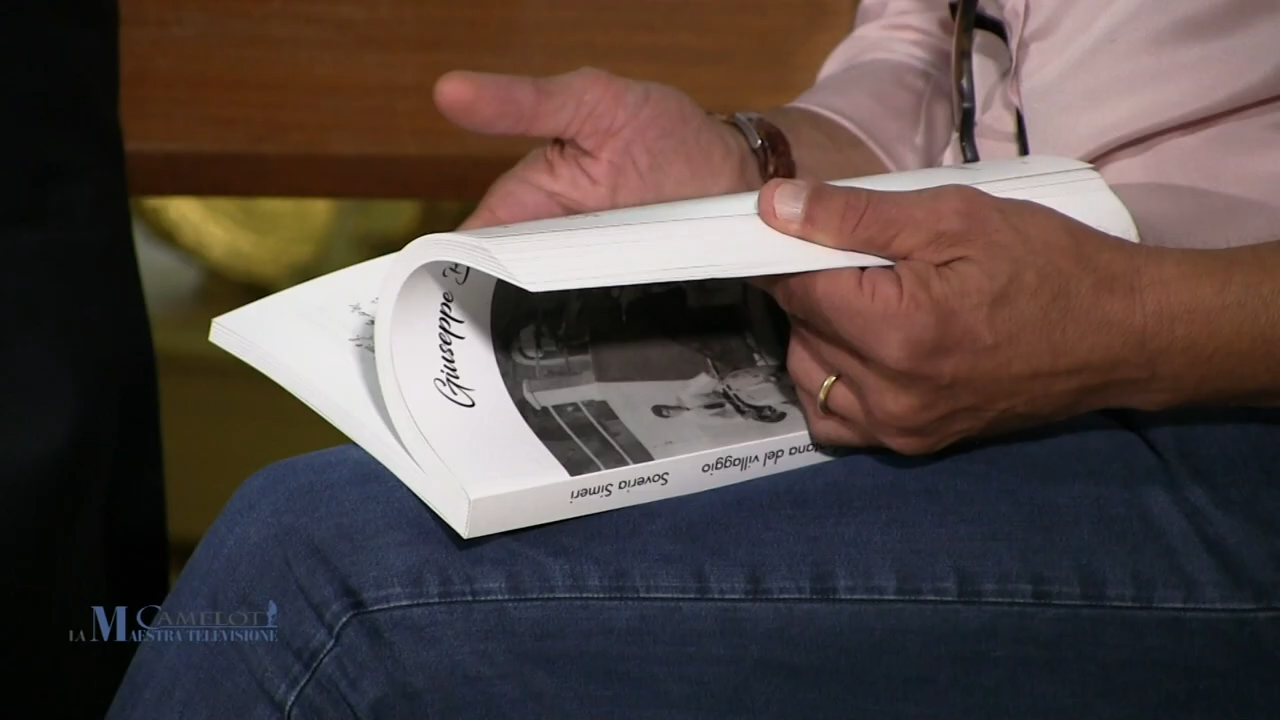 Giuseppe
Soveria Simeri
del villaggio
CAMELOT
LA MAESTRA TELEVISIONE